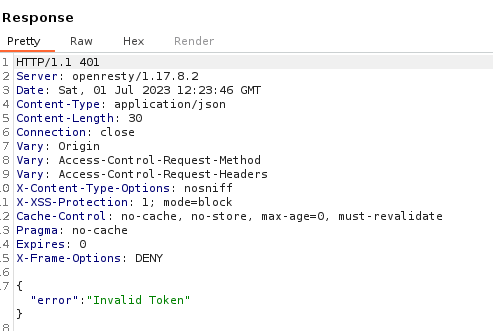 Response
Pretty Raw Hex Render
1 HTTP/1.1 401
2 Server: openresty/1.17.8.2
3 Date: Sat, 01 Jul 2023 12:23:46 GMT
4 Content-Type: application/json
5 Content-Length: 30
6 Connection: close
7 Vary: Origin
8 Vary: Access-Control-Request-Method
9 Vary: Access-Control-Request-Headers
.0 X-Content-Type-Options: nosniff
.1 X-XSS-Protection: 1; mode=block
.2 Cache-Control: no-cache, no-store, max-age=0, must-revalidate
.3 Pragma: no-cache
.4 Expires: 0
.5 X-Frame-Options: DENY
.6
.7 {
"error":"Invalid Token"
}
.8